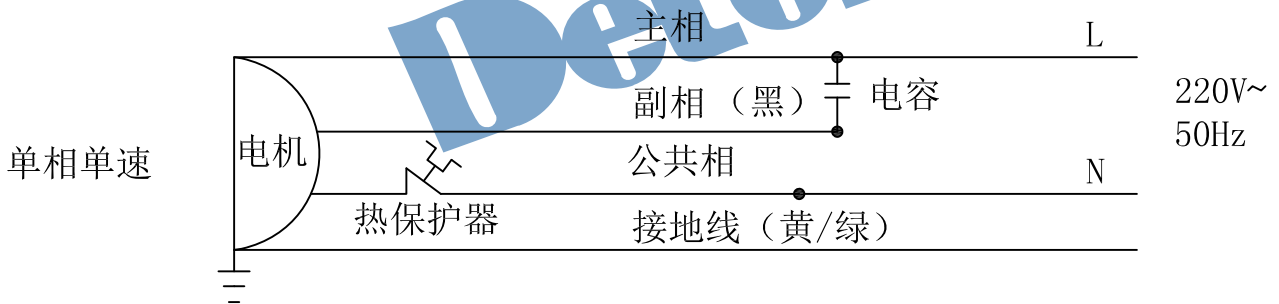 主相
L
副相（黑）
电容
220V~
50Hz
单相单速
电机
公共相
N
热保护器
接地线（黄/绿）